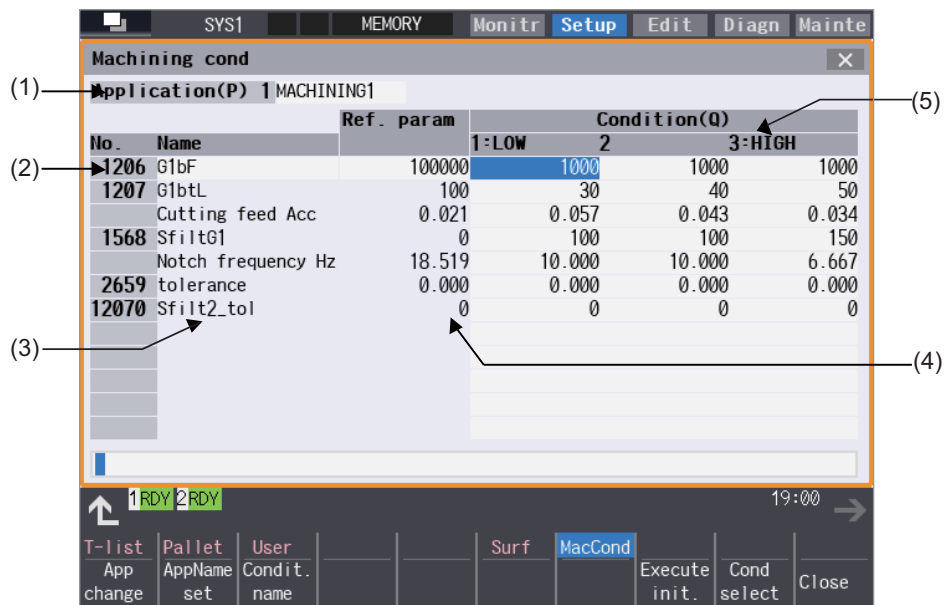 SYS1 MEMORY Monitr Setup Edit Diagn Mainte
Machining cond
(1) Application(P) 1 MACHINING1
(5)
Ref. param Condition(Q)
No. Name 1:LOW 2 3:HIGH
(2) 1206 G1bF 100000 1000 1000 1000
1207 G1btL 100 30 40 50
Cutting feed Acc 0.021 0.057 0.043 0.034
1568 SfiltG1 0 100 100 150
Notch frequency Hz 18.519 10.000 10.000 6.667
2659 tolerance 0.000 0.000 0.000 0.000
12070 Sfilt2_tol 0 0 0 0
(3) (4)
1 RDY 2 RDY 19:00
T-list Pallet User Surf MacCond
App AppName Condit. Execute Cond Close
change set name init. select